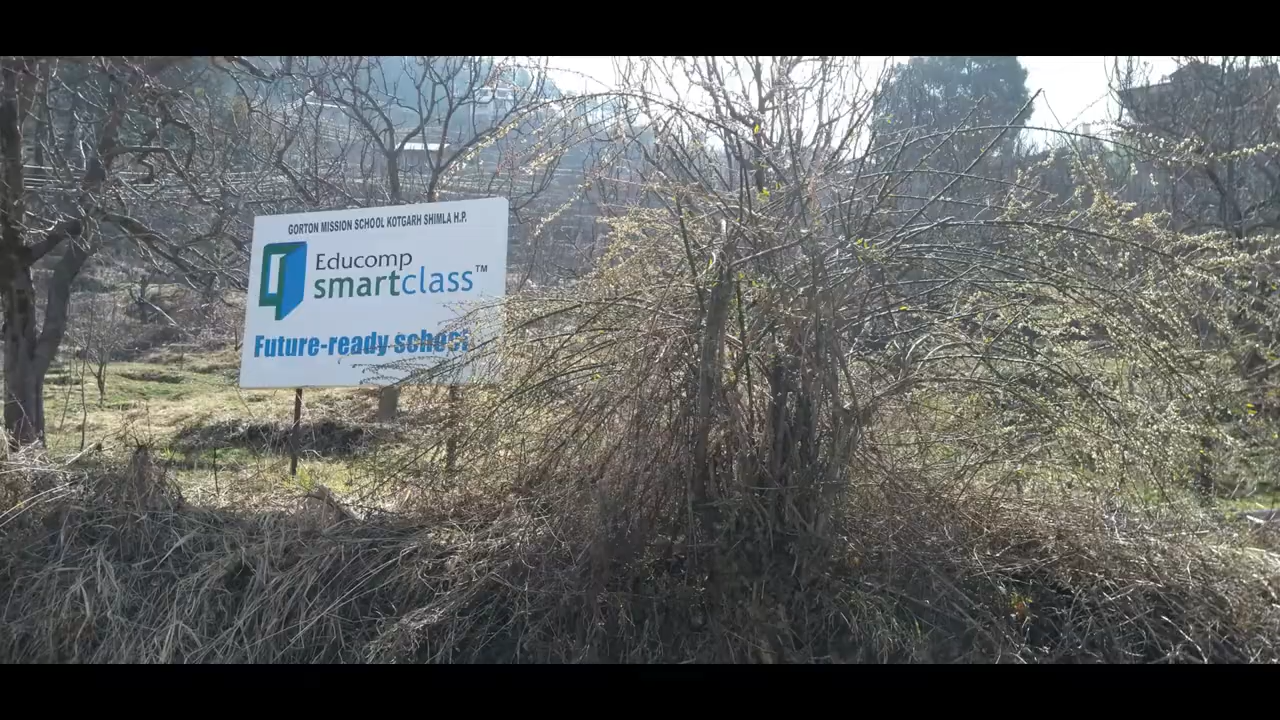 GORTON MISSION SCHOOL KOTGARH SHIMLA H.P.
Educomp
smartclass™
Future-ready school